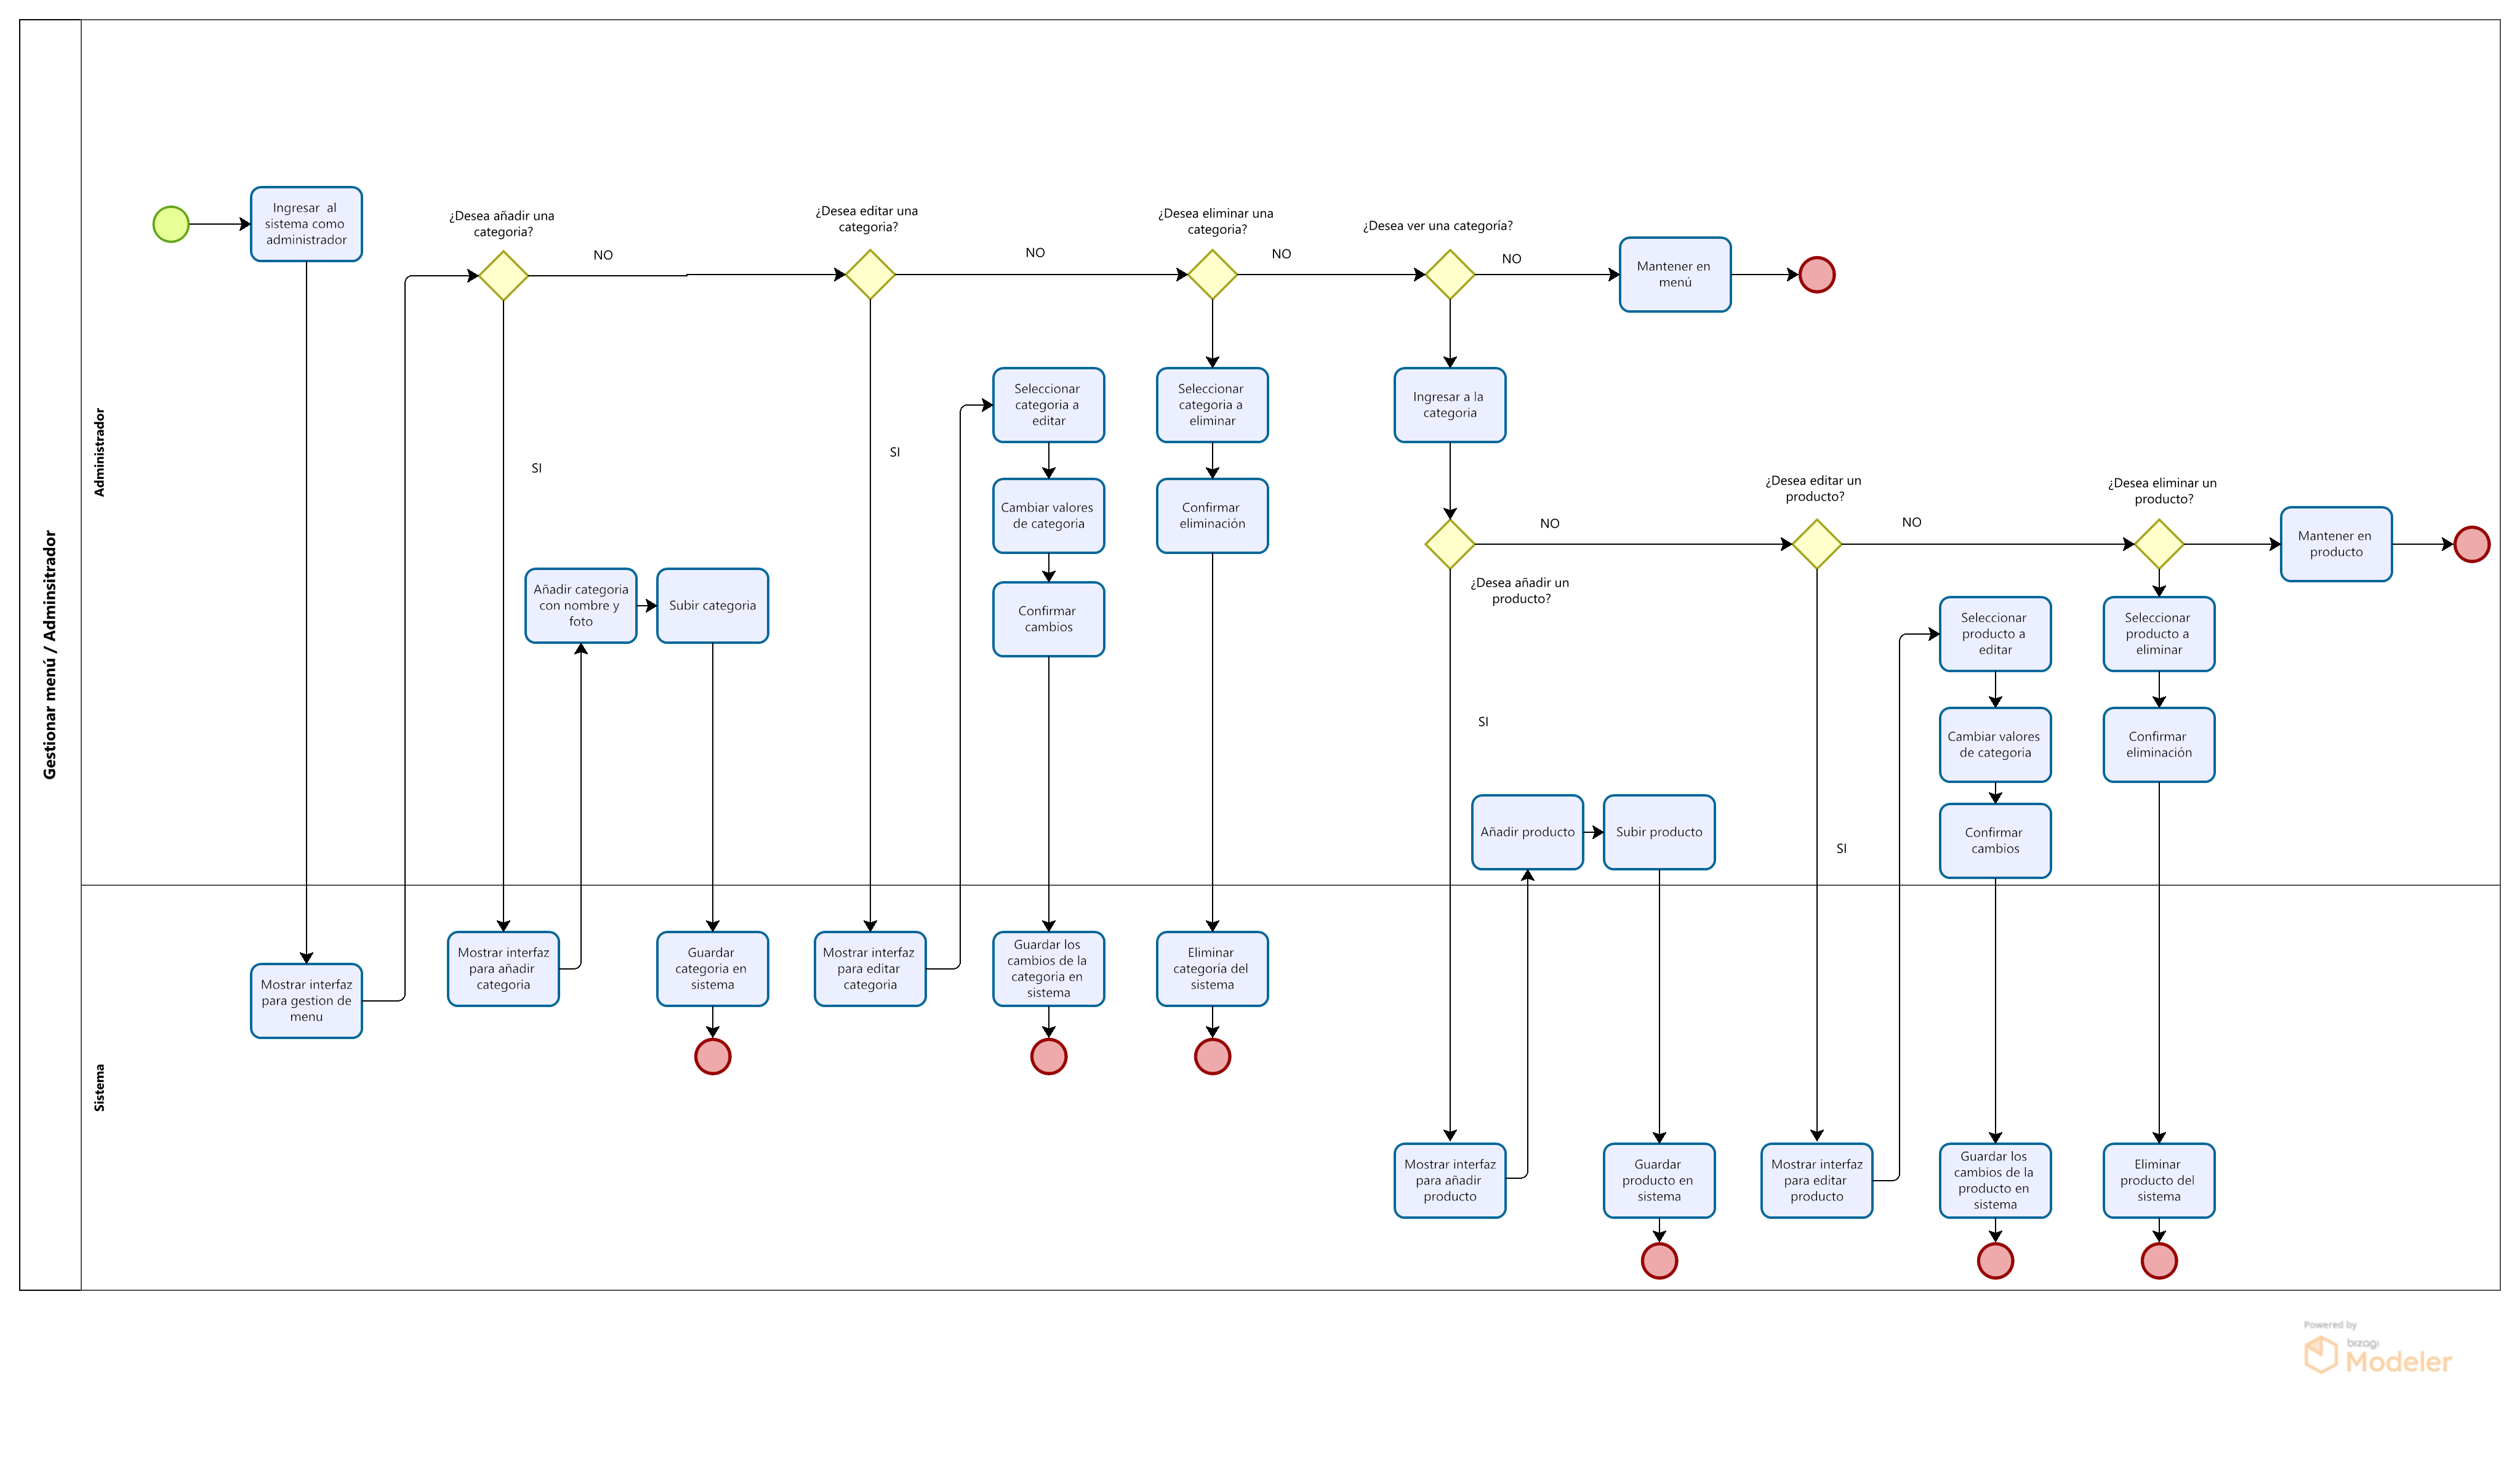 Gestionar menú / Adminsitrador
Administrador
Ingresar al
sistema como
administrador
¿Desea añadir una
categoria?
NO
¿Desea editar una
categoria?
NO
¿Desea eliminar una
categoria?
NO
¿Desea ver una categoría?
NO
Mantener en
menú
SI
SI
Seleccionar
categoria a
editar
Seleccionar
categoria a
eliminar
Ingresar a la
categoria
Cambiar valores
de categoria
Confirmar
eliminación
Añadir categoria
con nombre y
foto
Subir categoria
Confirmar
cambios
NO
¿Desea añadir un
producto?
¿Desea editar un
producto?
NO
¿Desea eliminar un
producto?
Mantener en
producto
SI
Seleccionar
producto a
editar
Seleccionar
producto a
eliminar
Cambiar valores
de categoria
Confirmar
eliminación
Añadir producto
Subir producto
SI
Confirmar
cambios
Sistema
Mostrar interfaz
para gestion de
menu
Mostrar interfaz
para añadir
categoria
Guardar
categoria en
sistema
Mostrar interfaz
para editar
categoria
Guardar los
cambios de la
categoria en
sistema
Eliminar
categoría del
sistema
Mostrar interfaz
para añadir
producto
Guardar
producto en
sistema
Mostrar interfaz
para editar
producto
Guardar los
cambios de la
producto en
sistema
Eliminar
producto del
sistema
Powered by
bizagi
Modeler